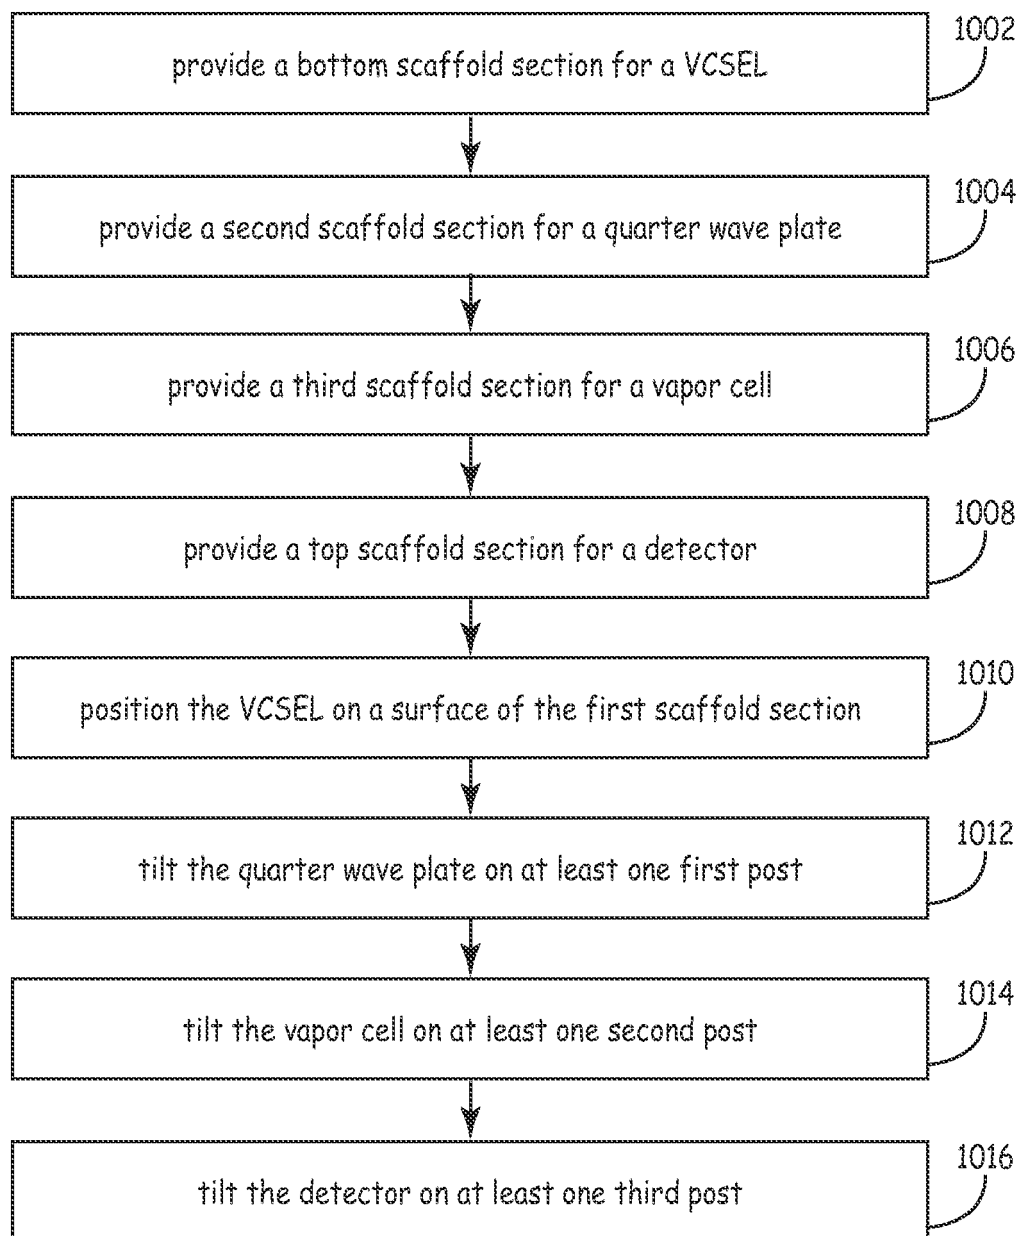 1002
provide a bottom scaffold section for a VCSEL
1004
provide a second scaffold section for a quarter wave plate
1006
provide a third scaffold section for a vapor cell
1008
provide a top scaffold section for a detector
1010
position the VCSEL on a surface of the first scaffold section
1012
tilt the quarter wave plate on at least one first post
1014
tilt the vapor cell on at least one second post
1016
tilt the detector on at least one third post